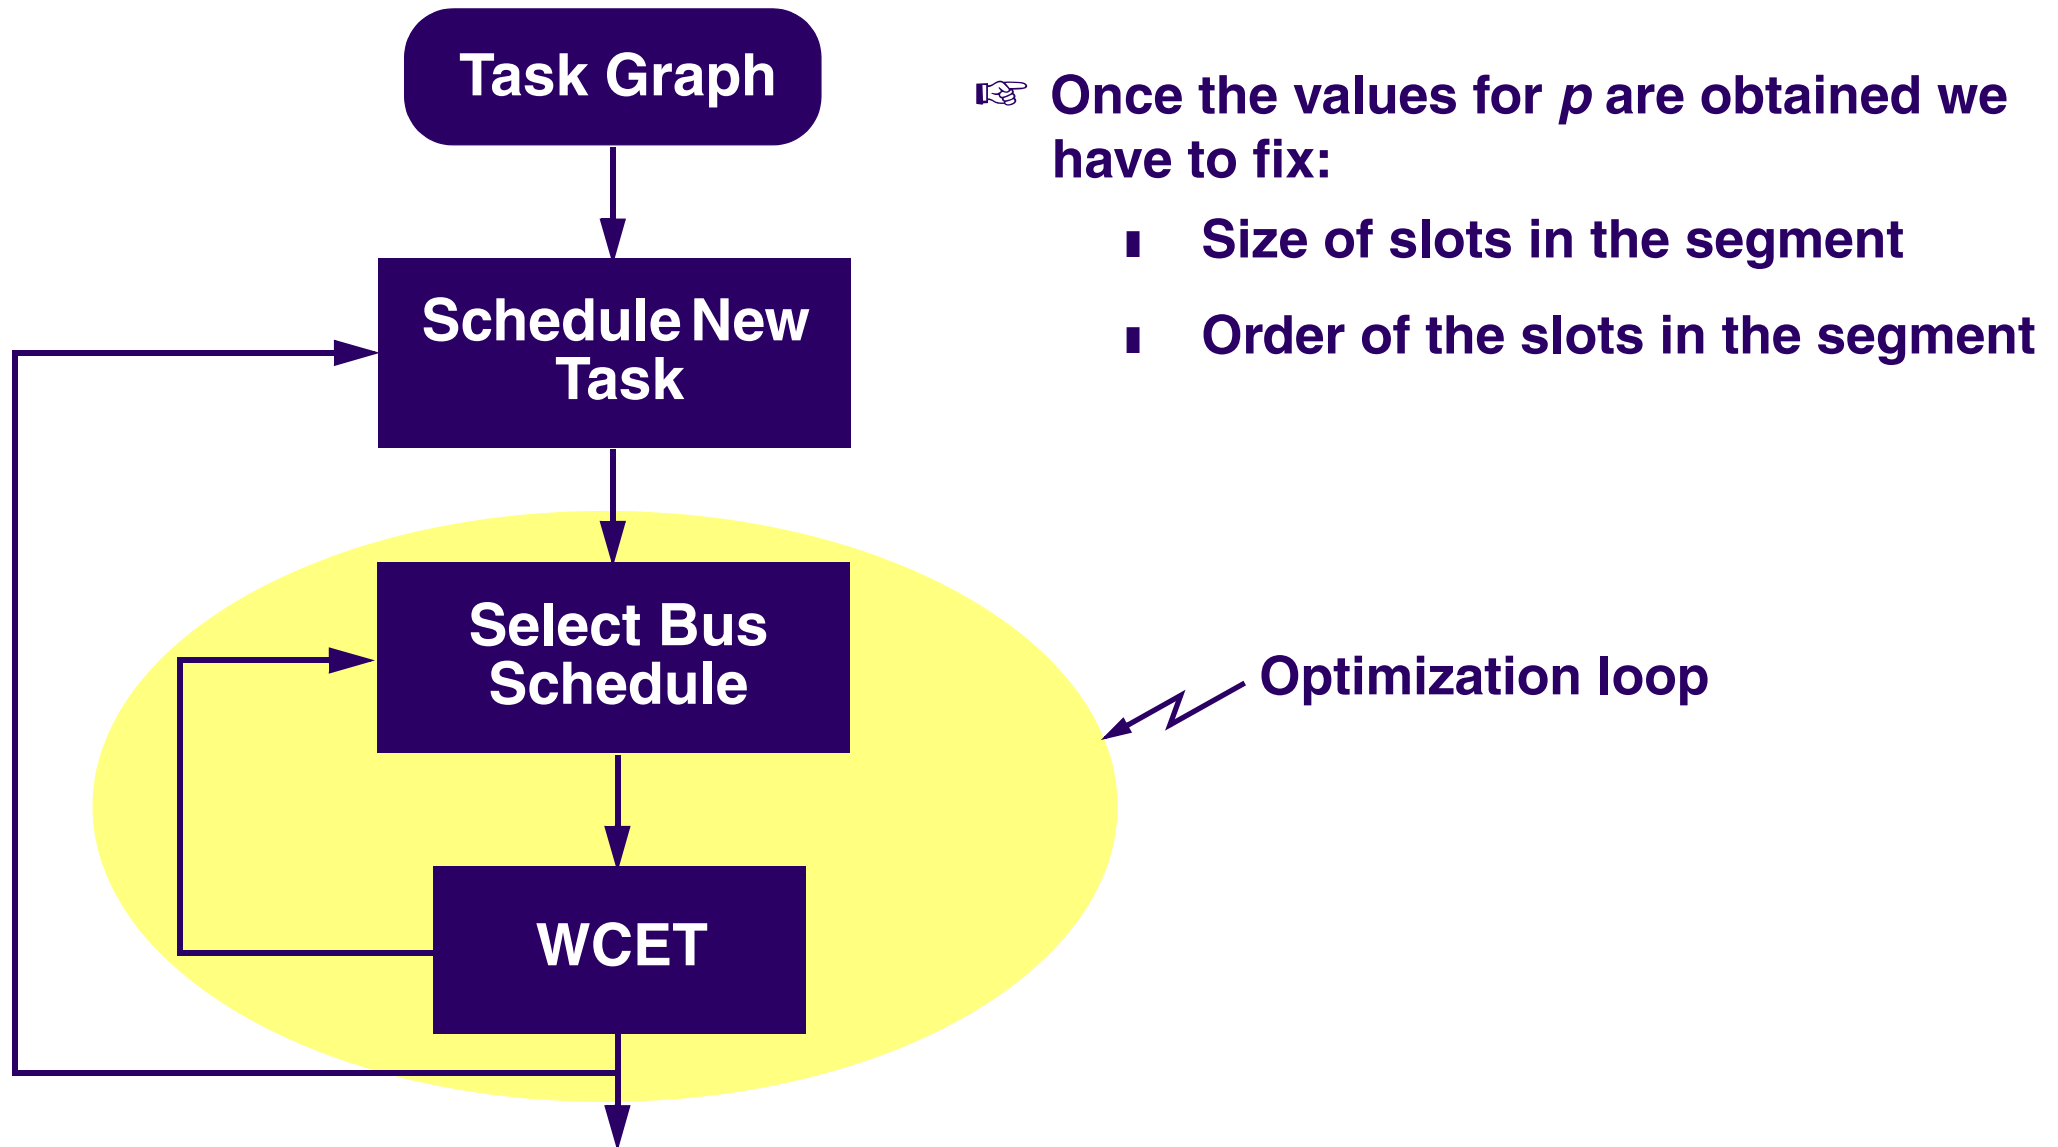 Task Graph
☞ Once the values for p are obtained we
have to fix:
Size of slots in the segment
Order of the slots in the segment
Schedule New
Task
Select Bus
Schedule
Optimization loop
WCET